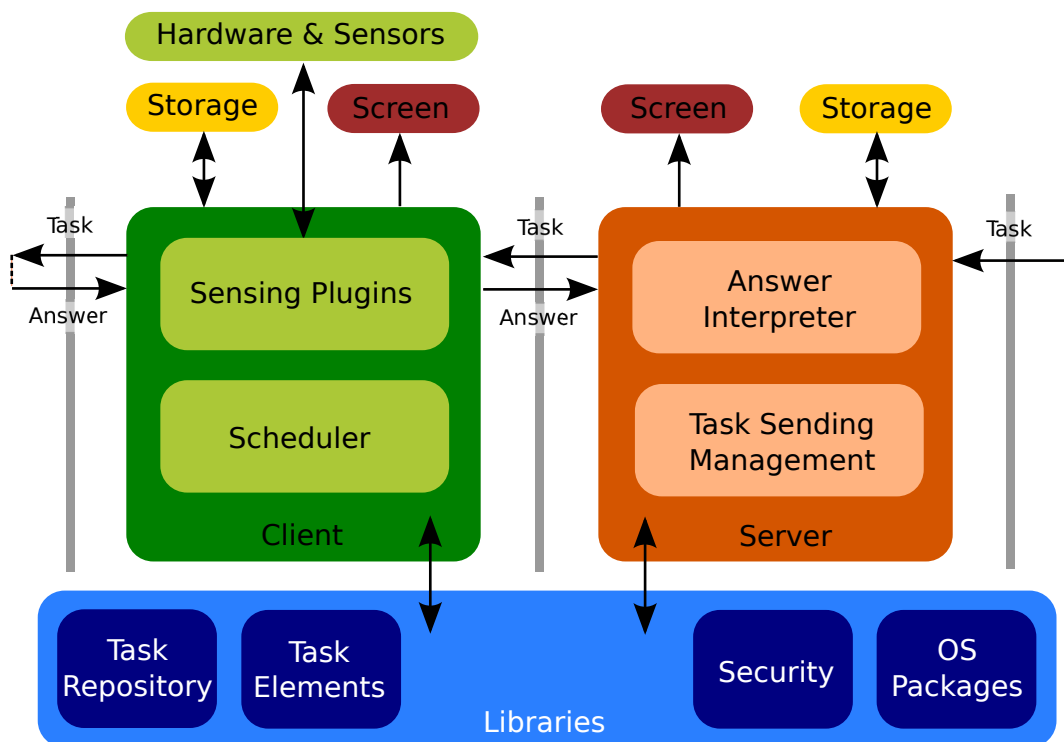 Hardware & Sensors
Storage
Screen
Screen
Storage
Task
Answer
Task
Answer
Task
Sensing Plugins
Scheduler
Client
Answer
Interpreter
Task Sending
Management
Server
Task
Repository
Task
Elements
Security
OS
Packages
Libraries